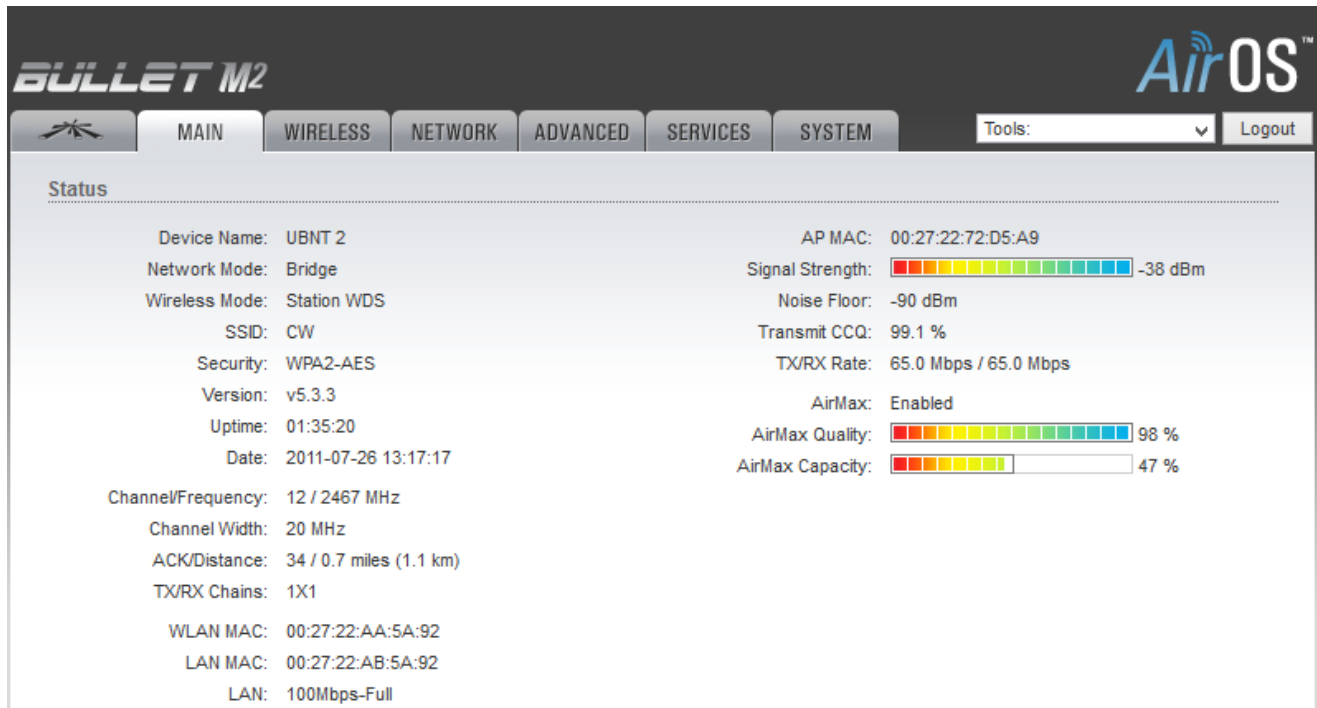 BULLET M2
AirOS™
MAIN WIRELESS NETWORK ADVANCED SERVICES SYSTEM Tools: Logout
Status
Device Name: UBNT 2
Network Mode: Bridge
Wireless Mode: Station WDS
SSID: CW
Security: WPA2-AES
Version: v5.3.3
Uptime: 01:35:20
Date: 2011-07-26 13:17:17
Channel/Frequency: 12 / 2467 MHz
Channel Width: 20 MHz
ACK/Distance: 34 / 0.7 miles (1.1 km)
TX/RX Chains: 1X1
WLAN MAC: 00:27:22:AA:5A:92
LAN MAC: 00:27:22:AB:5A:92
LAN: 100Mbps-Full
AP MAC: 00:27:22:72:D5:A9
Signal Strength: -38 dBm
Noise Floor: -90 dBm
Transmit CCQ: 99.1 %
TX/RX Rate: 65.0 Mbps / 65.0 Mbps
AirMax: Enabled
AirMax Quality: 98 %
AirMax Capacity: 47 %